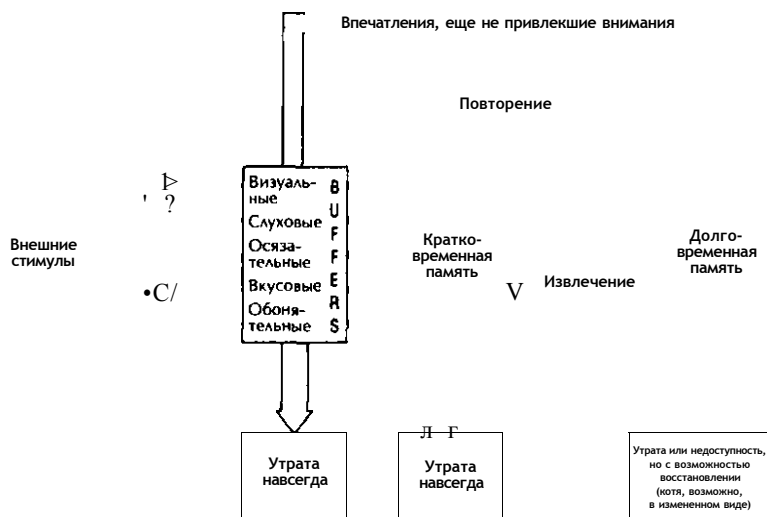 Впечатления, еще не привлекшие внимания
Повторение
Внешние
стимулы
Визуаль-
ные
Слуховые
Осяза-
тельные
Вкусовые
Обоня-
тельные
B
U
F
F
E
R
S
Кратко-
временная
память
V
Извлечение
Долго-
временная
память
•С/
Утрата
навсегда
л г
Утрата
навсегда
Утрата или недоступность,
но с возможностью
восстановлении
(котя, возможно,
в измененном виде)